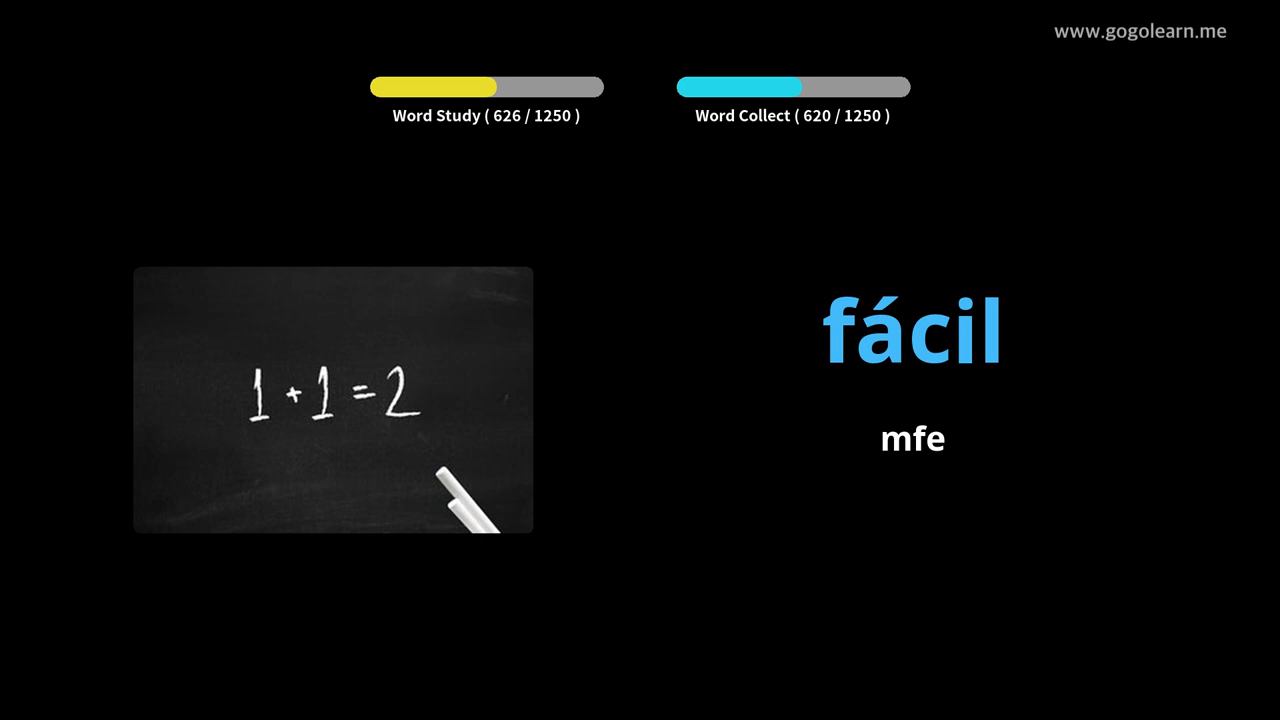 www.gogolearn.me
Word Study ( 626 / 1250 )
Word Collect ( 620 / 1250 )
1 + 1 = 2
fácil
mfe